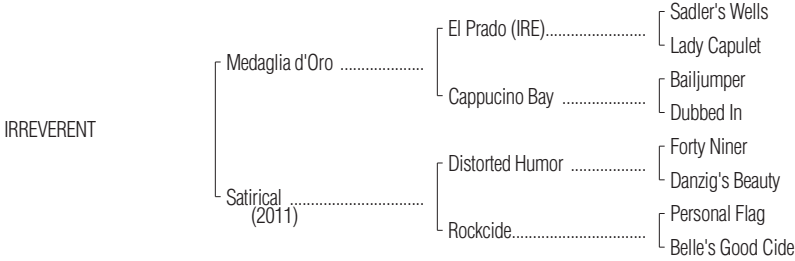 Sadler's Wells
El Prado (IRE)..........................
Lady Capulet
Medaglia d'Oro .....................
Bailjumper
Cappucino Bay .....................
Dubbed In
IRREVERENT
Forty Niner
Distorted Humor ...................
Danzig's Beauty
Satirical ..................................
(2011)
Personal Flag
Rockcide..................................
Belle's Good Cide